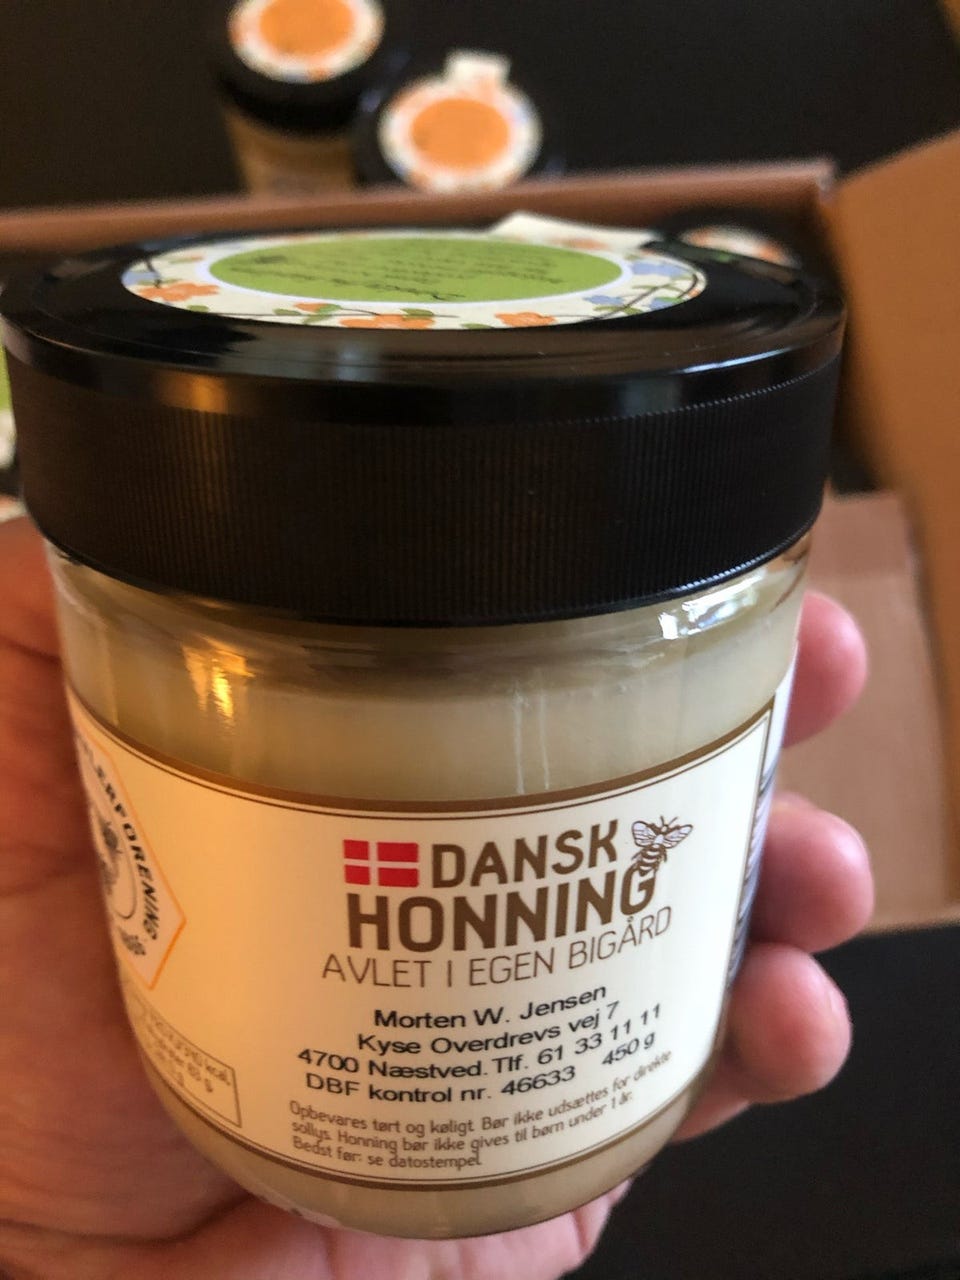 DANSK
HONNING
AVLET I EGEN BIGÅRD
Morten W. Jensen
Kyse Overdrevs vej 7
4700 Næstved. Tlf. 61 33 11 11
DBF kontrol nr. 46633 450 g
Opbevares tørt og køligt. Bør ikke udsættes for direkte
sollys. Honning bør ikke gives til børn under 1 år.
Bedst før: se datostempel.
kcal,